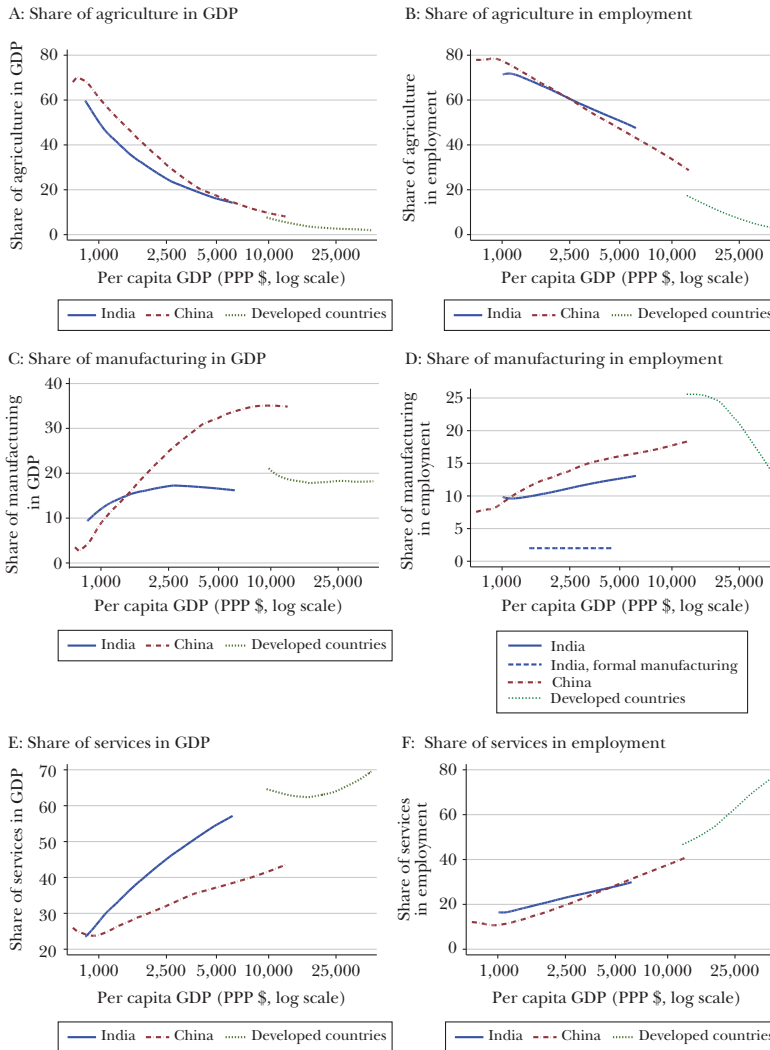 A: Share of agriculture in GDP
Share of agriculture in GDP
80
60
40
20
0
1,000 2,500 5,000 10,000 25,000
Per capita GDP (PPP $, log scale)
India China Developed countries
B: Share of agriculture in employment
Share of agriculture
in employment
80
60
40
20
0
1,000 2,500 5,000 10,000 25,000
Per capita GDP (PPP $, log scale)
India China Developed countries
C: Share of manufacturing in GDP
Share of manufacturing
in GDP
40
30
20
10
0
1,000 2,500 5,000 10,000 25,000
Per capita GDP (PPP $, log scale)
India China Developed countries
D: Share of manufacturing in employment
Share of manufacturing
in employment
25
20
15
10
5
0
1,000 2,500 5,000 10,000 25,000
Per capita GDP (PPP $, log scale)
India
India, formal manufacturing
China
Developed countries
E: Share of services in GDP
Share of services in GDP
70
60
50
40
30
20
1,000 2,500 5,000 10,000 25,000
Per capita GDP (PPP $, log scale)
India China Developed countries
F: Share of services in employment
Share of services
in employment
80
60
40
20
0
1,000 2,500 5,000 10,000 25,000
Per capita GDP (PPP $, log scale)
India China Developed countries